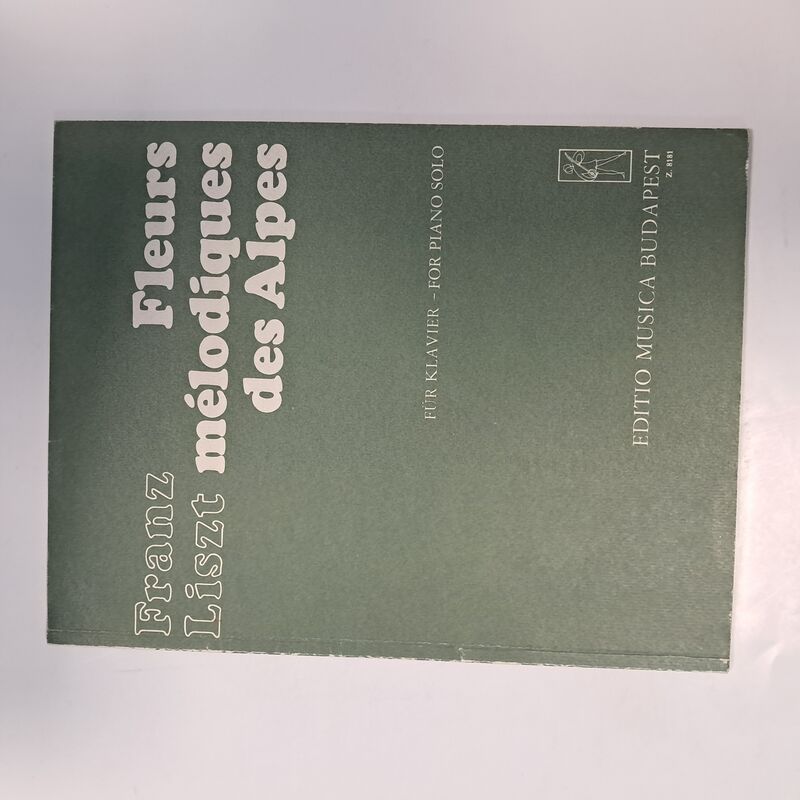 Franz Fleurs
Liszt mélodiques
des Alpes
FÜR KLAVIER – FOR PIANO SOLO
EDITIO MUSICA BUDAPEST
Z. 8181